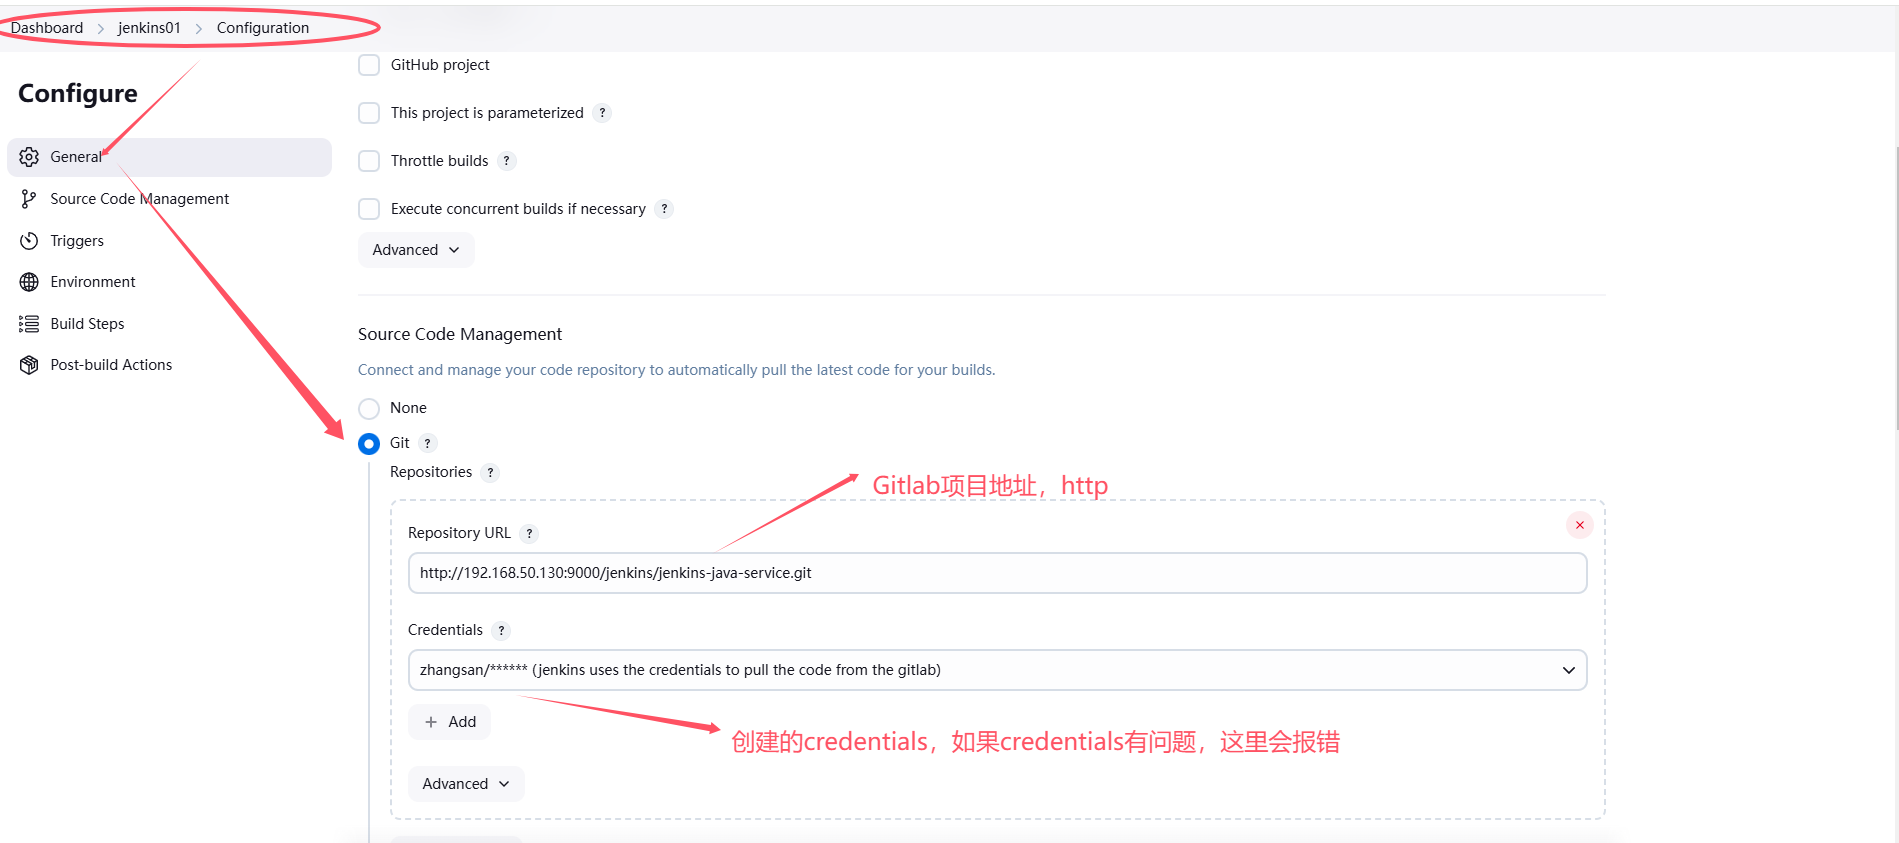 Dashboard > jenkins01 > Configuration
Configure
General
Source Code Management
Triggers
Environment
Build Steps
Post-build Actions
GitHub project
This project is parameterized ?
Throttle builds ?
Execute concurrent builds if necessary ?
Advanced
Source Code Management
Connect and manage your code repository to automatically pull the latest code for your builds.
None
Git ?
Repositories ?
Gitlab项目地址，http
Repository URL ?
http://192.168.50.130:9000/jenkins/jenkins-java-service.git
Credentials ?
zhangsan/****** (jenkins uses the credentials to pull the code from the gitlab)
+ Add
创建的credentials，如果credentials有问题，这里会报错
Advanced